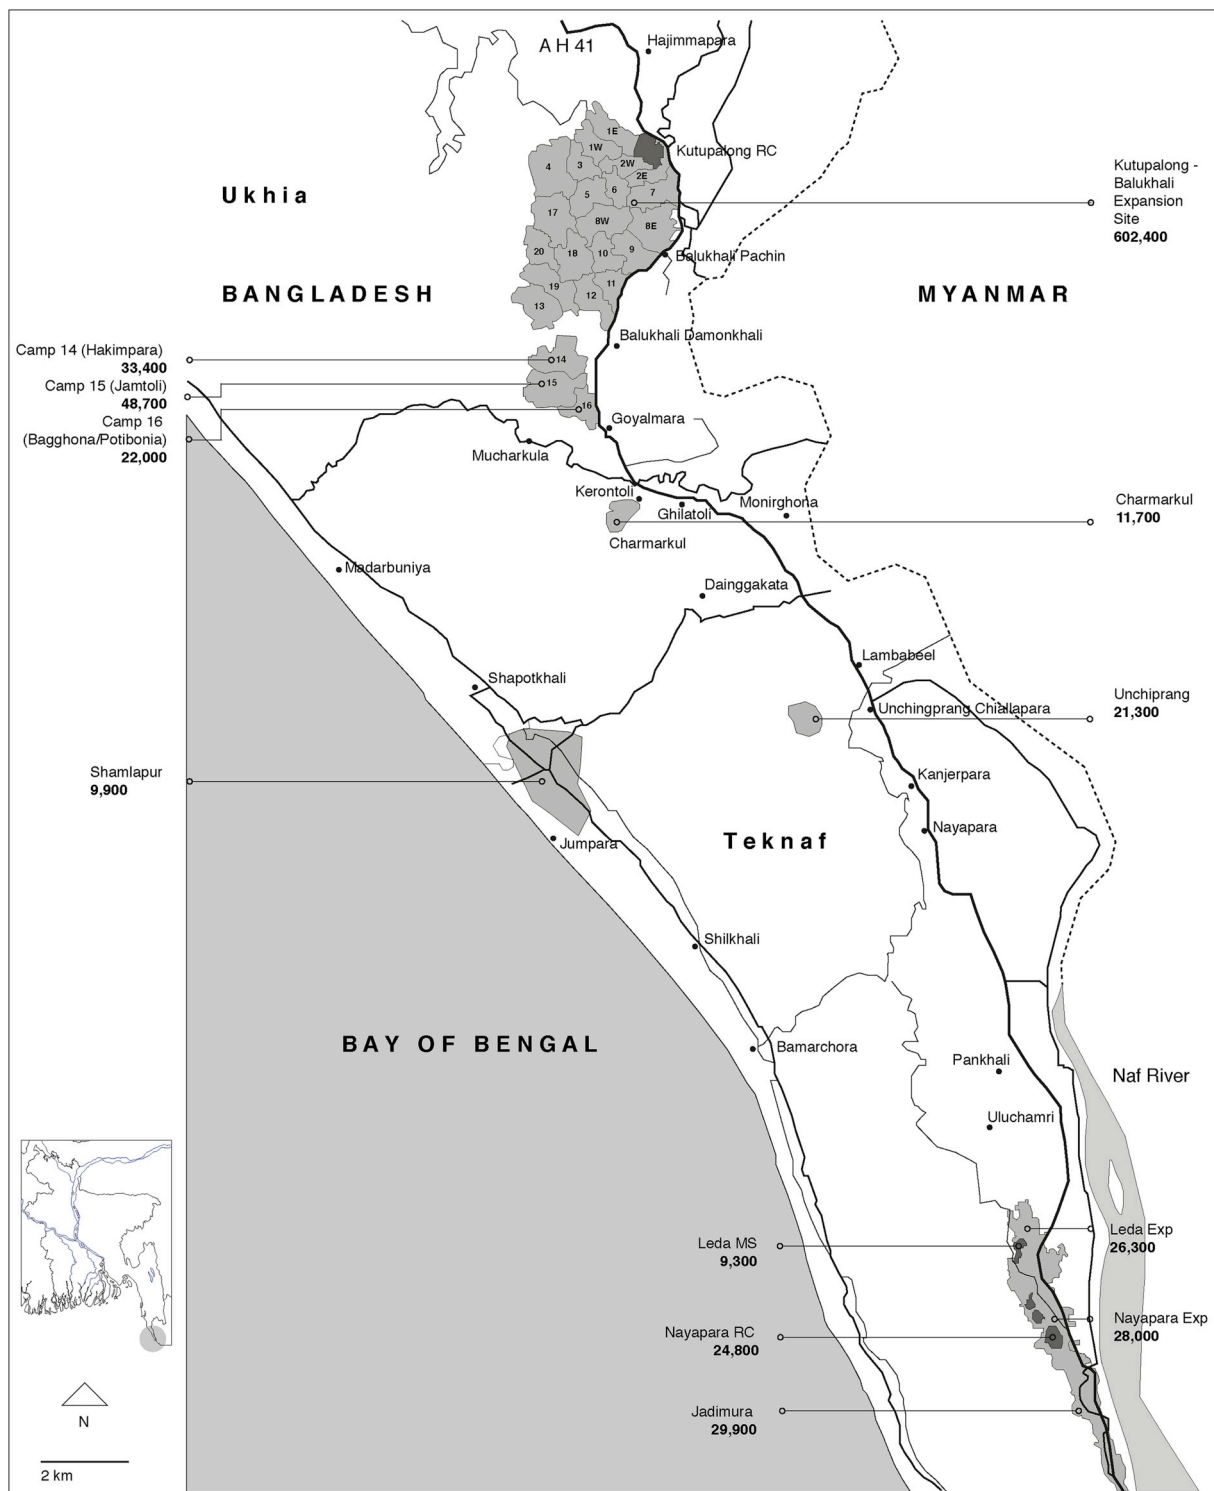 AH41
Hajimmapara
1E
1W
Kutupalong RC
4
3
2W
2E
6
7
5
Ukhia
17
8W
8E
20
18
10
9
Balukhali Pachin
19
11
12
13
Kutupalong -
Balukhali
Expansion
Site
602,400
BANGLADESH
MYANMAR
Balukhali Damonkhali
Camp 14 (Hakimpara)
33,400
14
Camp 15 (Jamtoli)
48,700
15
Camp 16
(Bagghona/Potibonia)
22,000
16
Goyalmara
Mucharkula
Kerontoli
Ghilatoli
Monirghona
Charmarkul
11,700
Charmarkul
Madarbuniya
Dainggakata
Lambabeel
Shapotkhali
Unchingprang Chiallapara
Unchiprang
21,300
Shamlapur
9,900
Kanjerpara
Nayapara
Teknaf
Jumpara
Shilkhali
BAY OF BENGAL
Bamarchora
Pankhali
Naf River
Uluchamri
Leda MS
9,300
Leda Exp
26,300
Nayapara RC
24,800
Nayapara Exp
28,000
Jadimura
29,900
N
2 km